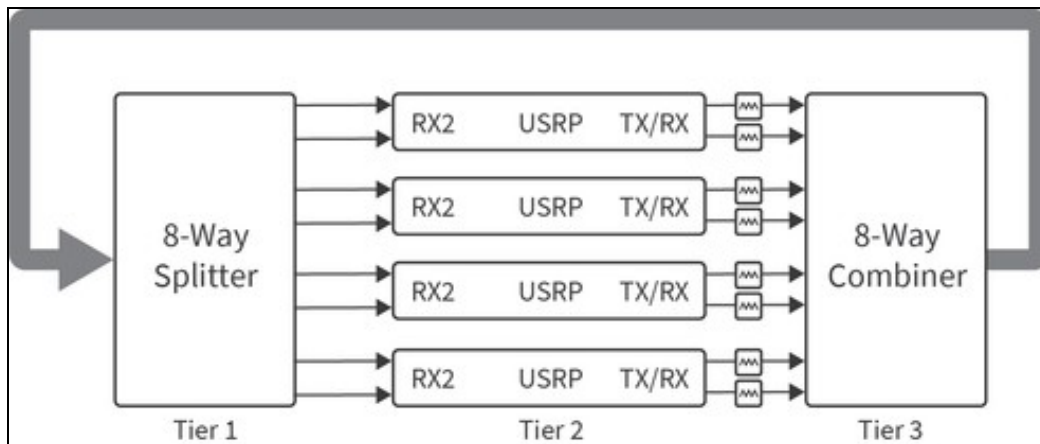 8-Way
Splitter
RX2 USRP TX/RX
RX2 USRP TX/RX
RX2 USRP TX/RX
RX2 USRP TX/RX
8-Way
Combiner
Tier 1 Tier 2 Tier 3